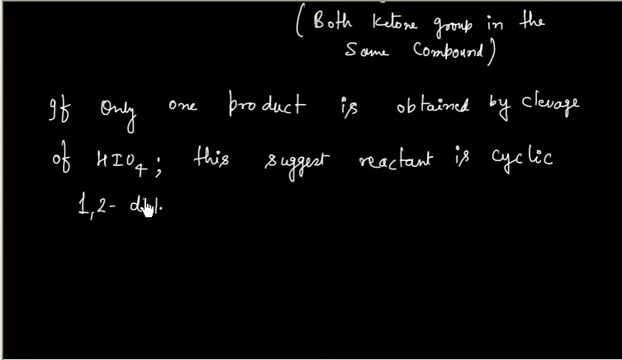 (Both ketone group in the
Same Compound)
If Only one product is obtained by clevage
of HIO4; this suggest reactant is cyclic
1,2-